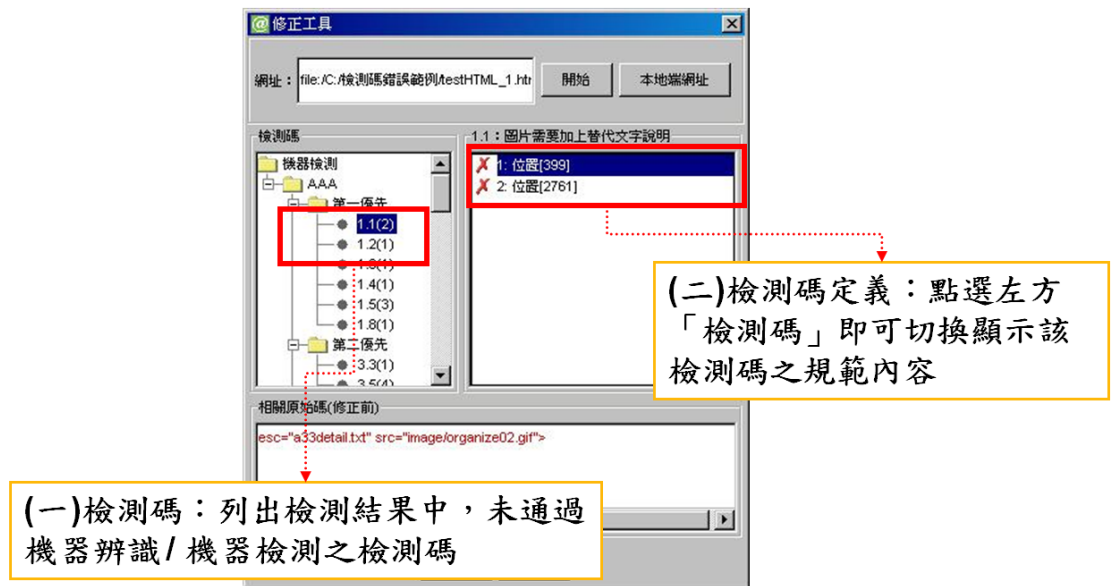 修正工具
網址：file:/C:/檢測碼錯誤範例/testHTML_1.htm 開始 本地端網址
檢測碼
機器檢測
AAA
第一優先
1.1(2)
1.2(1)
1.3(1)
1.4(1)
1.5(3)
1.8(1)
第二優先
3.3(1)
3.5(4)
1.1：圖片需要加上替代文字說明
1: 位置[399]
2: 位置[2761]
(二)檢測碼定義：點選左方
「檢測碼」即可切換顯示該
檢測碼之規範內容
相關原始碼(修正前)
esc="a33detail.txt" src="image/organize02.gif">
(一)檢測碼：列出檢測結果中，未通過
機器辨識/機器檢測之檢測碼